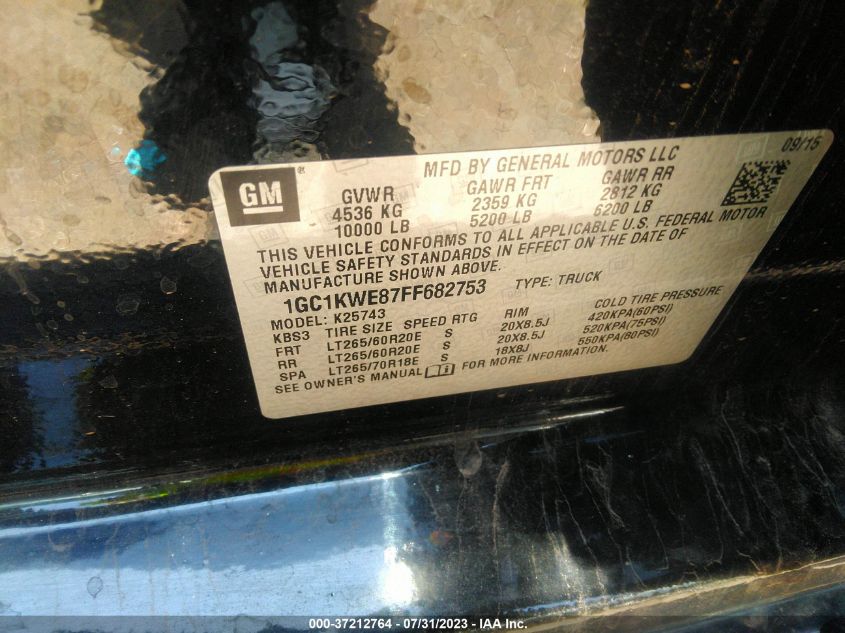 GM
MFD BY GENERAL MOTORS LLC
09/15
GVWR GAWR FRT GAWR RR
4536 KG 2359 KG 2812 KG
10000 LB 5200 LB 6200 LB
THIS VEHICLE CONFORMS TO ALL APPLICABLE U.S. FEDERAL MOTOR
VEHICLE SAFETY STANDARDS IN EFFECT ON THE DATE OF
MANUFACTURE SHOWN ABOVE.
1GC1KWE87FF682753 TYPE: TRUCK
MODEL: K25743
KBS3 TIRE SIZE SPEED RTG RIM COLD TIRE PRESSURE
FRT LT265/60R20E S 20X8.5J 420KPA(60PSI)
RR LT265/60R20E S 20X8.5J 520KPA(75PSI)
SPA LT265/70R18E S 18X8J 550KPA(80PSI)
SEE OWNER'S MANUAL FOR MORE INFORMATION.
000-37212764 - 07/31/2023 - © IAA Inc.